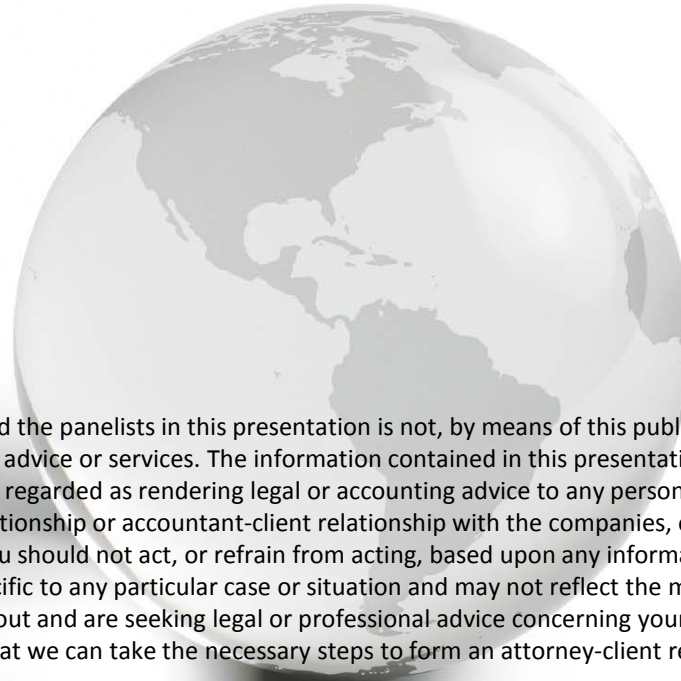 d the panelists in this presentation is not, by means of this publ
advice or services. The information contained in this presentati
regarded as rendering legal or accounting advice to any person
tionship or accountant-client relationship with the companies,
u should not act, or refrain from acting, based upon any informa
ific to any particular case or situation and may not reflect the m
out and are seeking legal or professional advice concerning your
at we can take the necessary steps to form an attorney-client re